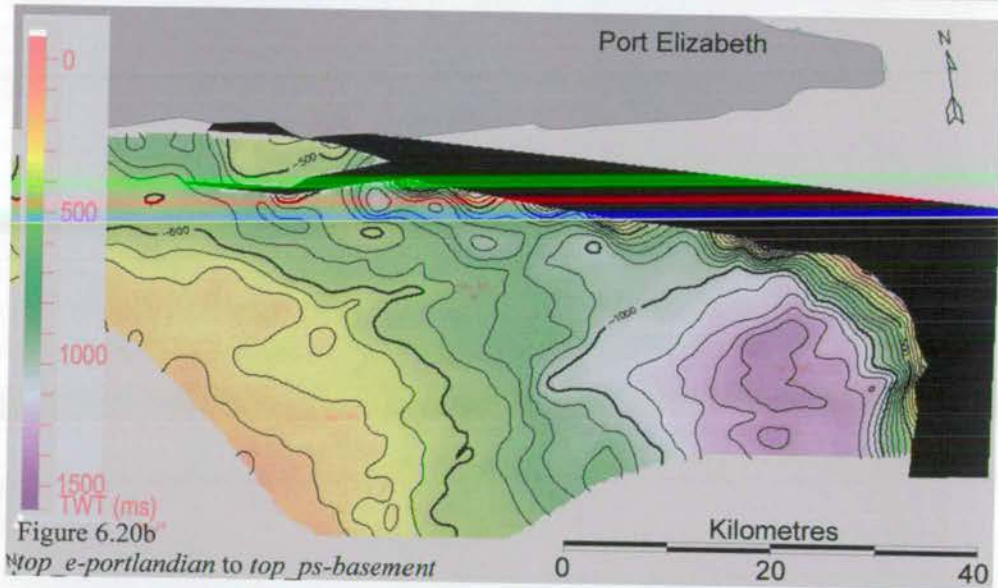 Port Elizabeth
N
0
-500
500
-600
-1000
1000
1500
TWT (ms)
Kilometres
0 20 40
Figure 6.20b
top_e-portlandian to top_ps-basement